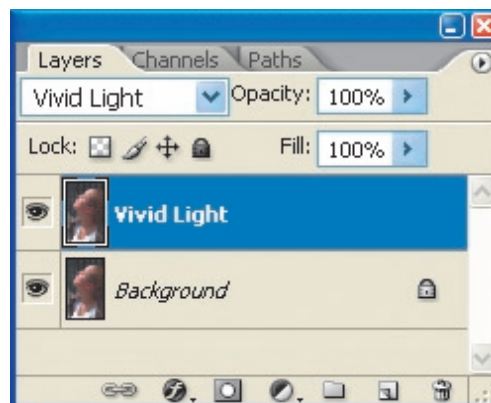 Layers Channels Paths
Vivid Light Opacity: 100%
Lock: Fill: 100%
Vivid Light
Background